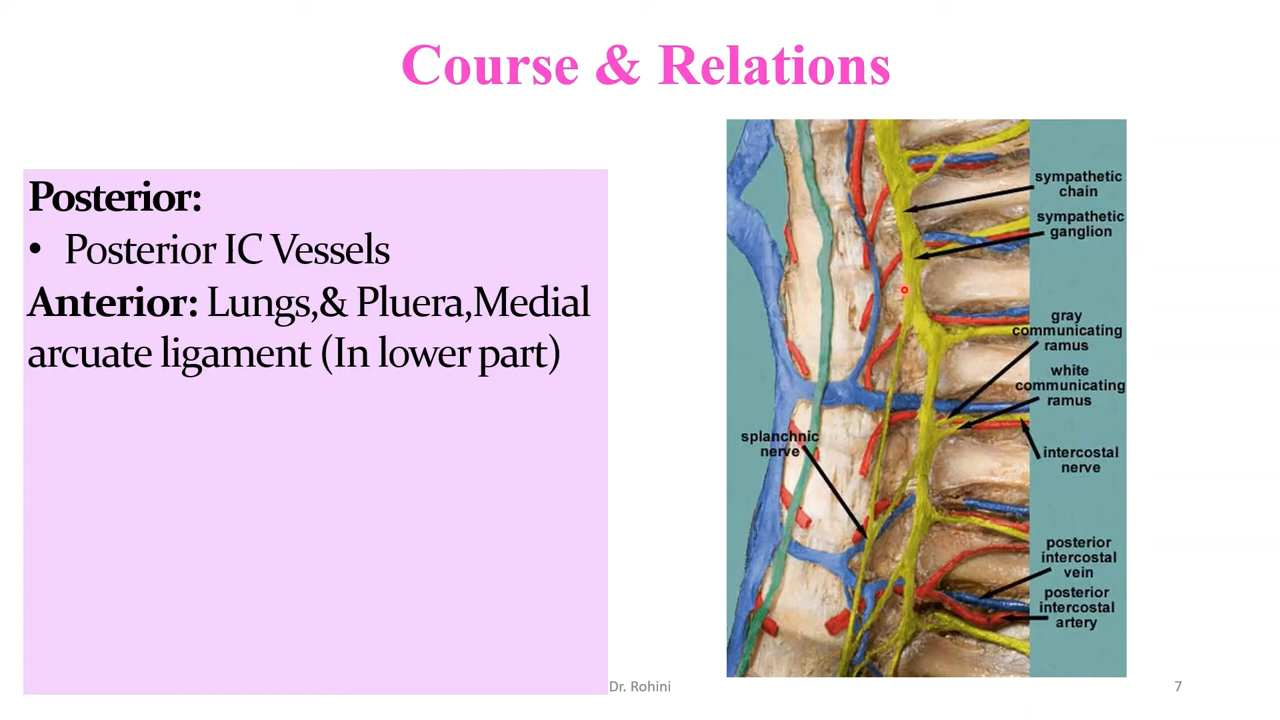 Course & Relations
Posterior:
• Posterior IC Vessels
Anterior: Lungs,& Pluera,Medial
arcuate ligament (In lower part)
sympathetic
chain
sympathetic
ganglion
gray
communicating
ramus
white
communicating
ramus
splanchnic
nerve
intercostal
nerve
posterior
intercostal
vein
posterior
intercostal
artery
Dr. Rohini
7